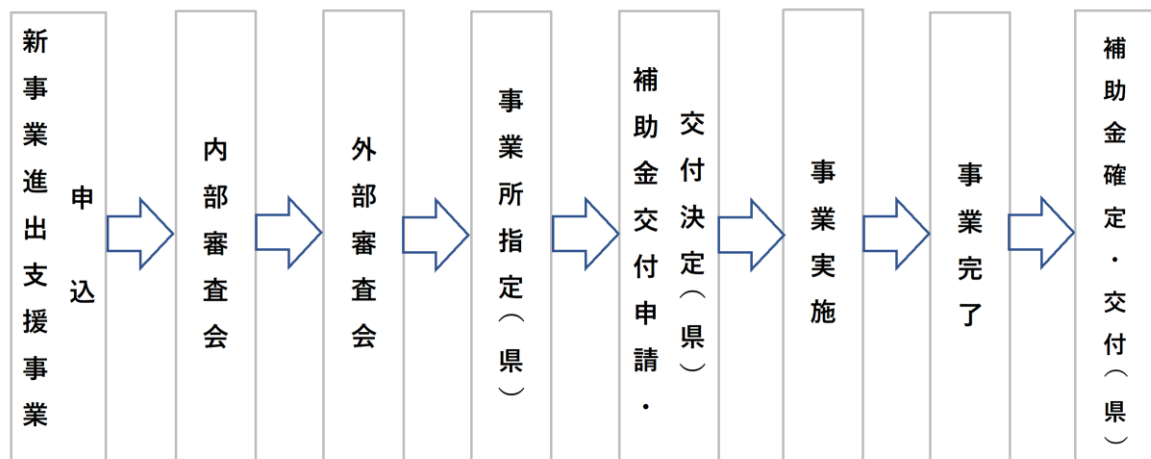 新事業進出支援事業
申込
内部審査会
外部審査会
事業所指定（県）
補助金交付申請・
交付決定（県）
事業実施
事業完了
補助金確定・交付（県）